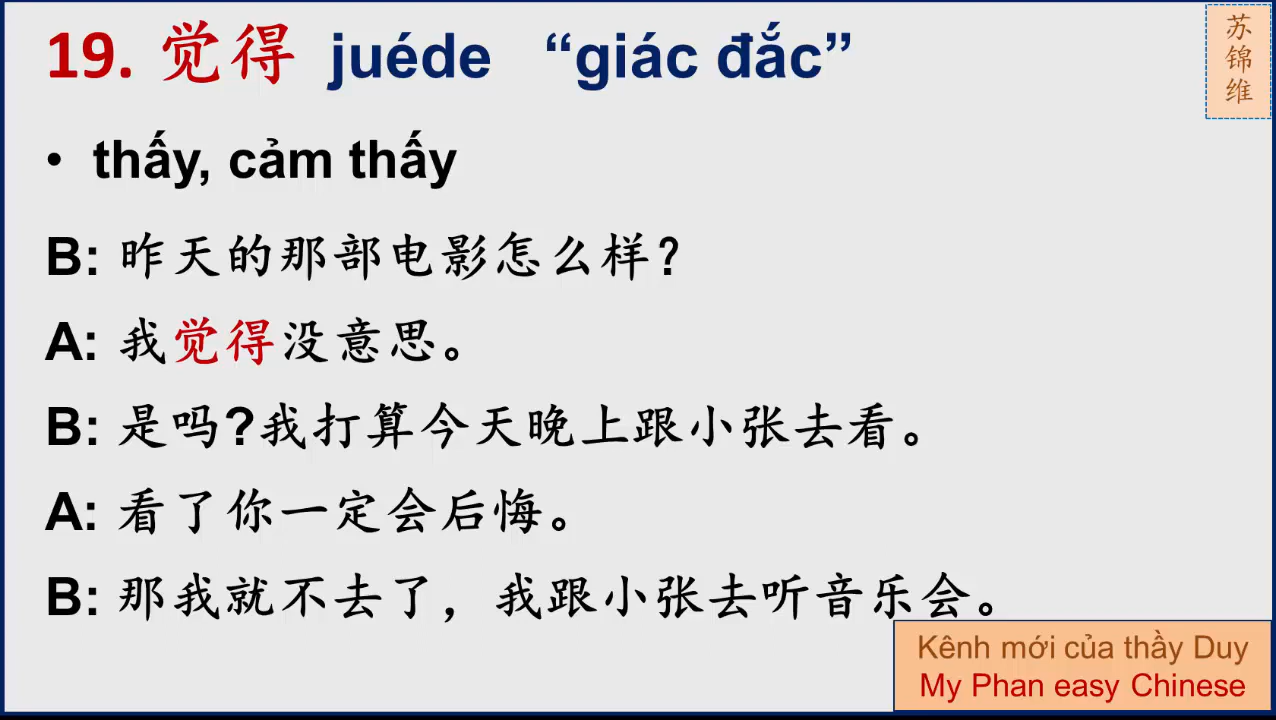 19. 觉得 juéde “giác đắc”
苏锦维
• thấy, cảm thấy
B: 昨天的那部电影怎么样？
A: 我觉得没意思。
B: 是吗?我打算今天晚上跟小张去看。
A: 看了你一定会后悔。
B: 那我就不去了，我跟小张去听音乐会。
Kênh mới của thầy Duy
My Phan easy Chinese